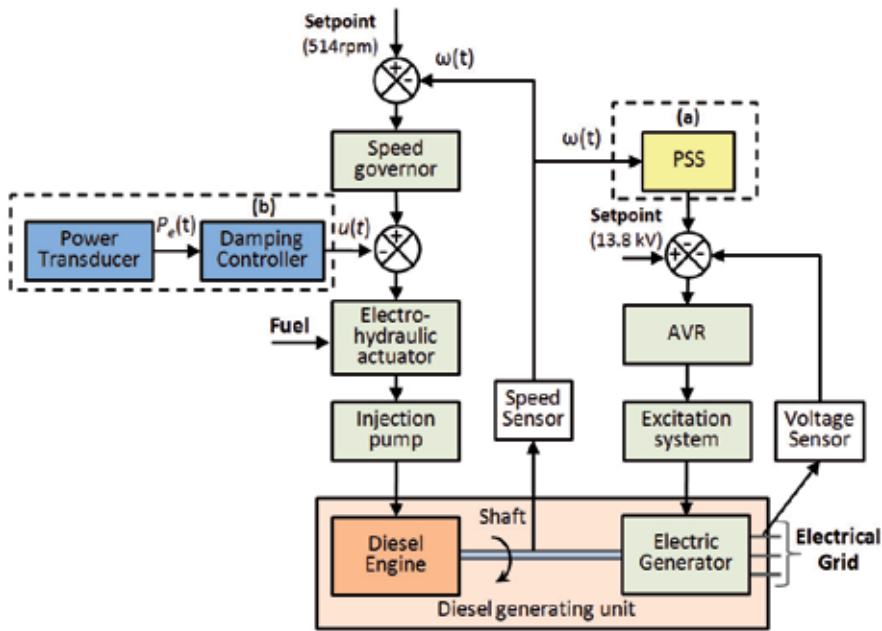 Setpoint
(514rpm)
+
-
ω(t)
Speed
governor
(a)
ω(t)
PSS
(b)
Power
Transducer
Pₑ(t)
Damping
Controller
u(t)
+
-
Setpoint
(13.8 kV)
+
-
-
Fuel
Electro-
hydraulic
actuator
AVR
Injection
pump
Speed
Sensor
Excitation
system
Voltage
Sensor
Diesel
Engine
Shaft
Electric
Generator
Electrical
Grid
Diesel generating unit